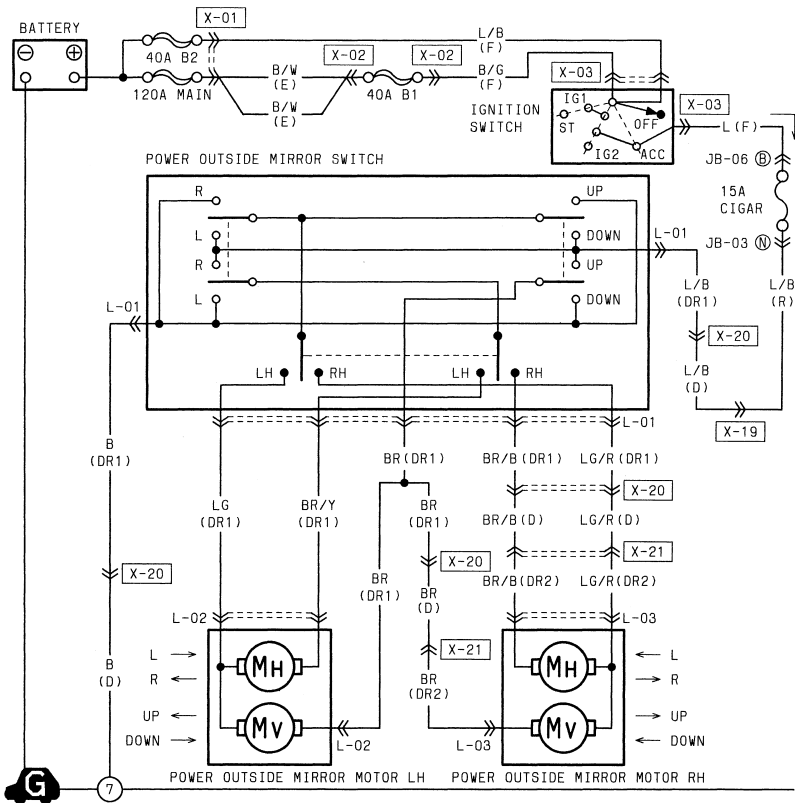 X-01
BATTERY
L/B
(F)
40A B2
B/W
(E)
X-02
X-02
B/G
(F)
X-03
120A MAIN
40A B1
B/W
(E)
IGNITION
SWITCH
IG1
ST
OFF
IG2
ACC
X-03
L(F)
JB-06 B
15A
CIGAR
JB-03 N
POWER OUTSIDE MIRROR SWITCH
R
UP
L
DOWN
R
UP
L
DOWN
L-01
L-01
L/B
(DR1)
L/B
(R)
X-20
L/B
(D)
X-19
LH
RH
LH
RH
L-01
B
(DR1)
BR(DR1)
BR/B(DR1)
LG/R(DR1)
X-20
LG
(DR1)
BR/Y
(DR1)
BR
(DR1)
BR/B(D)
LG/R(D)
X-21
X-20
X-20
BR
(DR1)
BR
(D)
BR/B(DR2)
LG/R(DR2)
L-02
L-03
X-21
B
(D)
BR
(DR2)
L
R
UP
DOWN
MH
MV
L-02
L-03
MH
MV
L
R
UP
DOWN
POWER OUTSIDE MIRROR MOTOR LH
POWER OUTSIDE MIRROR MOTOR RH
G
7